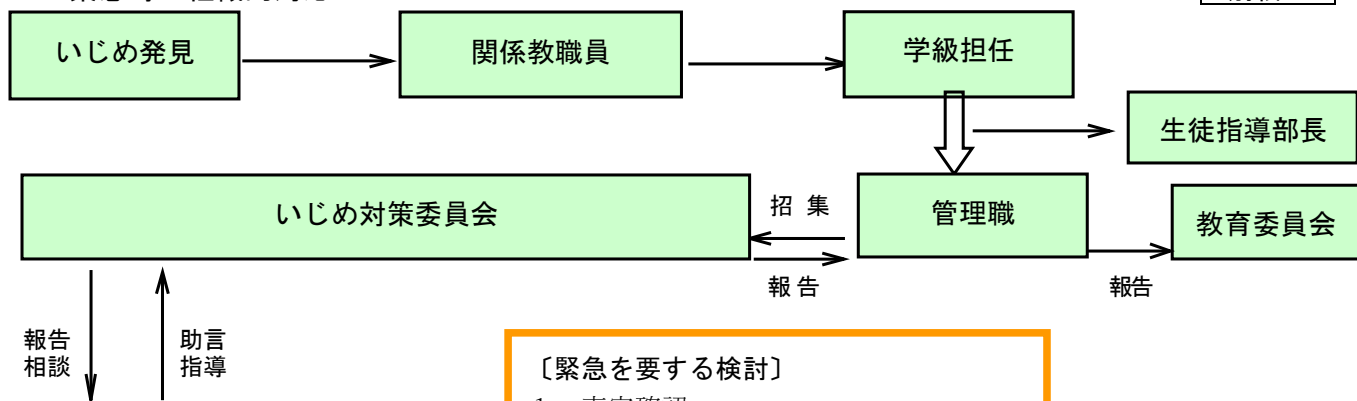 いじめ発見
関係教職員
学級担任
生徒指導部長
いじめ対策委員会
招 集
管理職
教育委員会
報 告
報告
報告
相談
助言
指導
〔緊急を要する検討〕